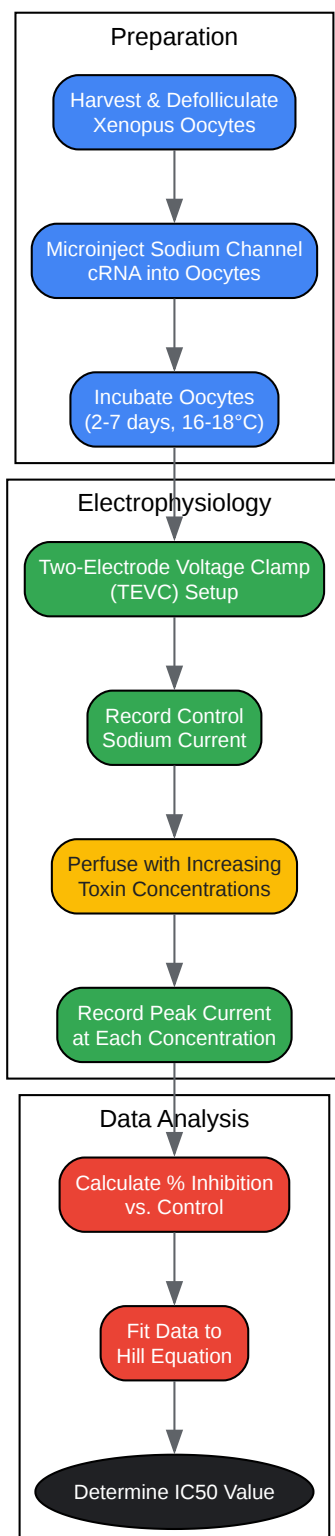 Preparation
Harvest & Defolliculate
Xenopus Oocytes
Microinject Sodium Channel
cRNA into Oocytes
Incubate Oocytes
(2-7 days, 16-18°C)
Electrophysiology
Two-Electrode Voltage Clamp
(TEVC) Setup
Record Control
Sodium Current
Perfuse with Increasing
Toxin Concentrations
Record Peak Current
at Each Concentration
Data Analysis
Calculate % Inhibition
vs. Control
Fit Data to
Hill Equation
Determine IC50 Value